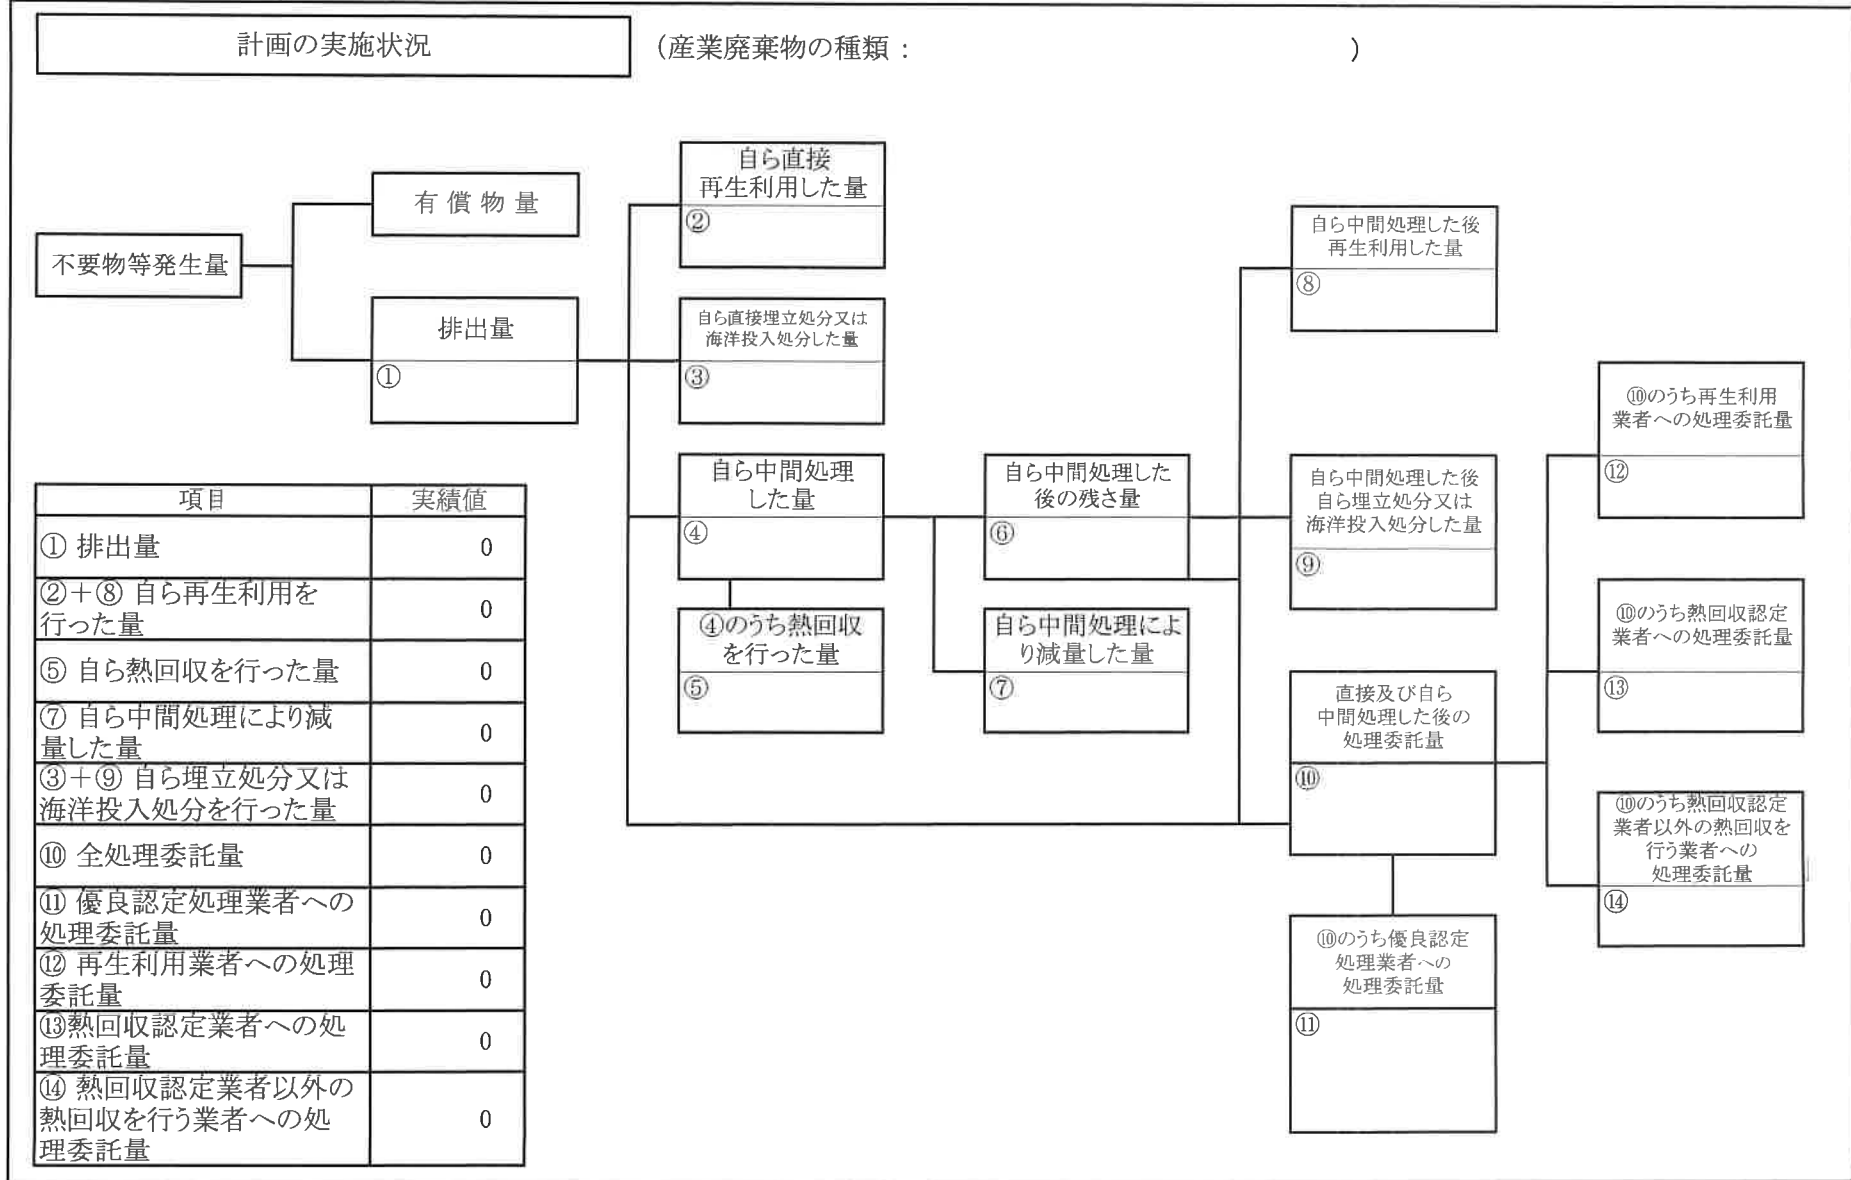 計画の実施状況
(産業廃棄物の種類: )
不要物等発生量
有償物量
排出量
①
自ら直接
再生利用した量
②
自ら直接埋立処分又は
海洋投入処分した量
③
自ら中間処理
した量
④
④のうち熱回収
を行った量
⑤
自ら中間処理した
後の残さ量
⑥
自ら中間処理によ
り減量した量
⑦
自ら中間処理した後
再生利用した量
⑧
自ら中間処理した後
自ら埋立処分又は
海洋投入処分した量
⑨
直接及び自ら
中間処理した後の
処理委託量
⑩
⑩のうち優良認定
処理業者への
処理委託量
⑪
⑩のうち再生利用
業者への処理委託量
⑫
⑩のうち熱回収認定
業者への処理委託量
⑬
⑩のうち熱回収認定
業者以外の熱回収を
行う業者への
処理委託量
⑭
項目 実績値
① 排出量 0
②+⑧ 自ら再生利用を
行った量 0
⑤ 自ら熱回収を行った量 0
⑦ 自ら中間処理により減
量した量 0
③+⑨ 自ら埋立処分又は
海洋投入処分を行った量 0
⑩ 全処理委託量 0
⑪ 優良認定処理業者への
処理委託量 0
⑫ 再生利用業者への処理
委託量 0
⑬熱回収認定業者への処
理委託量 0
⑭ 熱回収認定業者以外の
熱回収を行う業者への処
理委託量 0